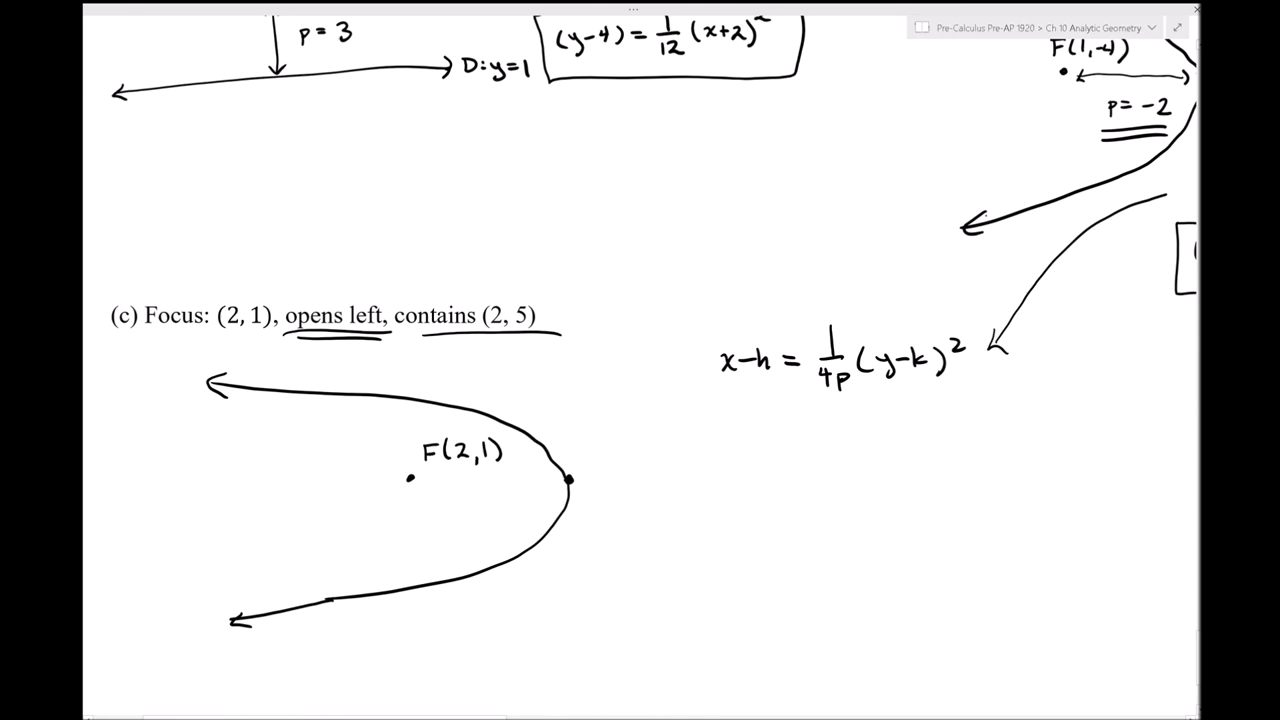 Pre-Calculus Pre-AP 1920 > Ch 10 Analytic Geometry
p = 3
(y-4) = 1/12 (x+2)²
D: y=1
F(1,-4)
p = -2
(c) Focus: (2, 1), opens left, contains (2, 5)
x-h = 1/4p (y-k)²
F(2,1)